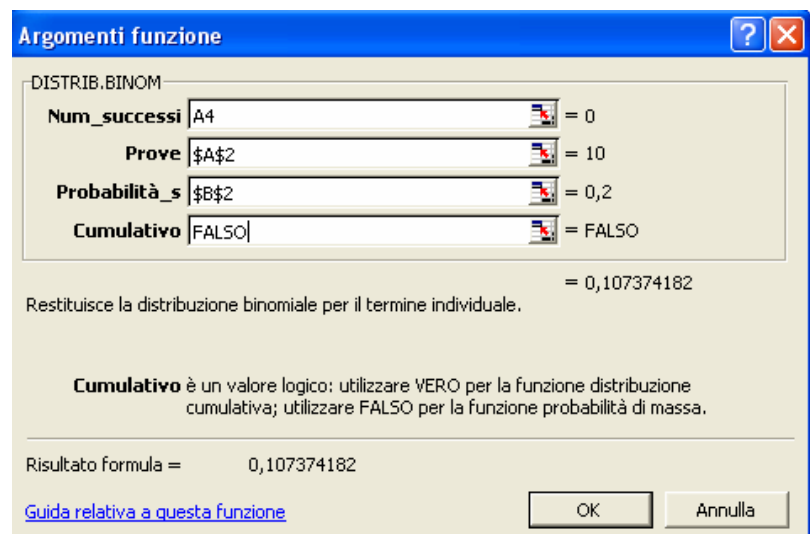 Argomenti funzione
DISTRIB.BINOM
Num_successi A4 = 0
Prove $A$2 = 10
Probabilità_s $B$2 = 0,2
Cumulativo FALSO = FALSO
= 0,107374182
Restituisce la distribuzione binomiale per il termine individuale.
Cumulativo è un valore logico: utilizzare VERO per la funzione distribuzione
cumulativa; utilizzare FALSO per la funzione probabilità di massa.
Risultato formula = 0,107374182
Guida relativa a questa funzione OK Annulla